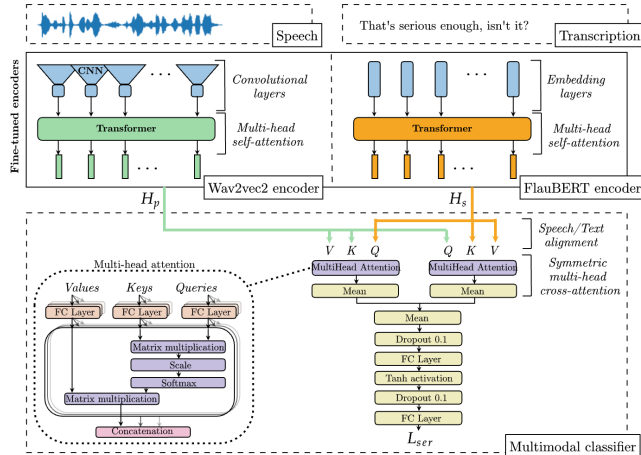 That's serious enough, isn't it?
Speech
Transcription
Fine-tuned encoders
CNN
Convolutional
layers
Embedding
layers
Transformer
Multi-head
self-attention
Transformer
Multi-head
self-attention
Wav2vec2 encoder
FlauBERT encoder
H_p
H_s
Speech/Text
alignment
V K Q
Q K V
Multi-head attention
MultiHead Attention
MultiHead Attention
Symmetric
multi-head
cross-attention
Mean
Mean
Values Keys Queries
FC Layer
FC Layer
FC Layer
Mean
Dropout 0.1
FC Layer
Tanh activation
Dropout 0.1
FC Layer
L_ser
Matrix multiplication
Scale
Softmax
Matrix multiplication
Concatenation
Multimodal classifier